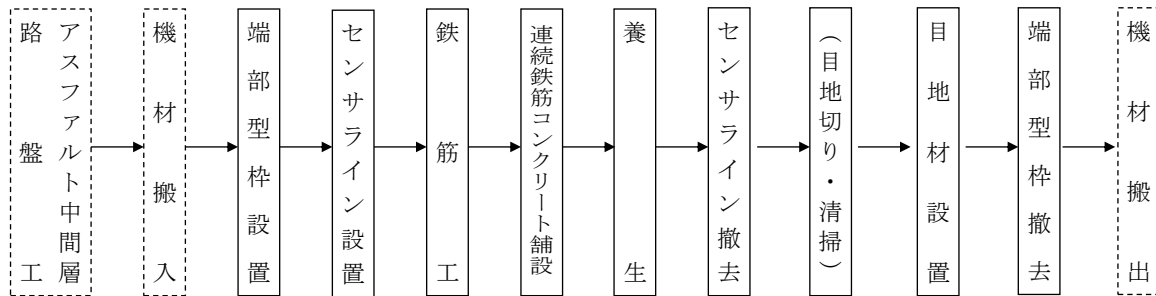 路盤工
アスファルト中間層
機材搬入
端部型枠設置
センサライン設置
鉄筋工
連続鉄筋コンクリート舗設
養生
センサライン撤去
（目地切り・清掃）
目地材設置
端部型枠撤去
機材搬出